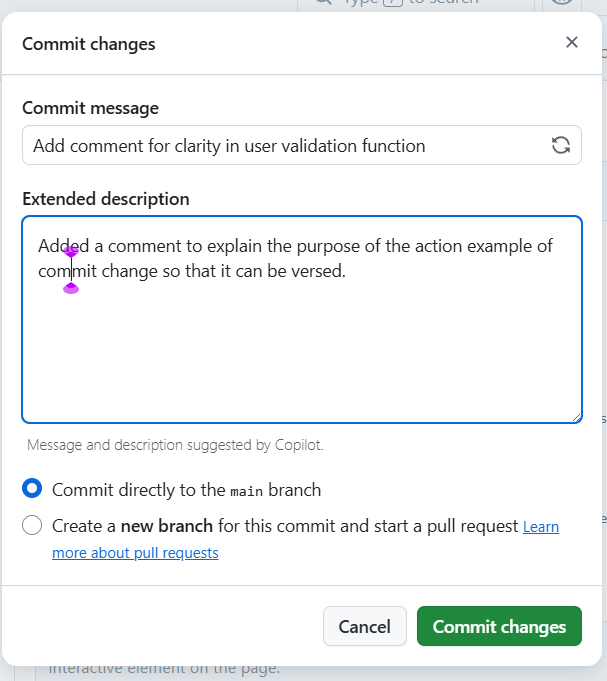 Type / to search
Commit changes
Commit message
Add comment for clarity in user validation function
Extended description
Added a comment to explain the purpose of the action example of
commit change so that it can be versed.
Message and description suggested by Copilot.
Commit directly to the main branch
Create a new branch for this commit and start a pull request Learn
more about pull requests
Cancel
Commit changes
interactive element on the page.